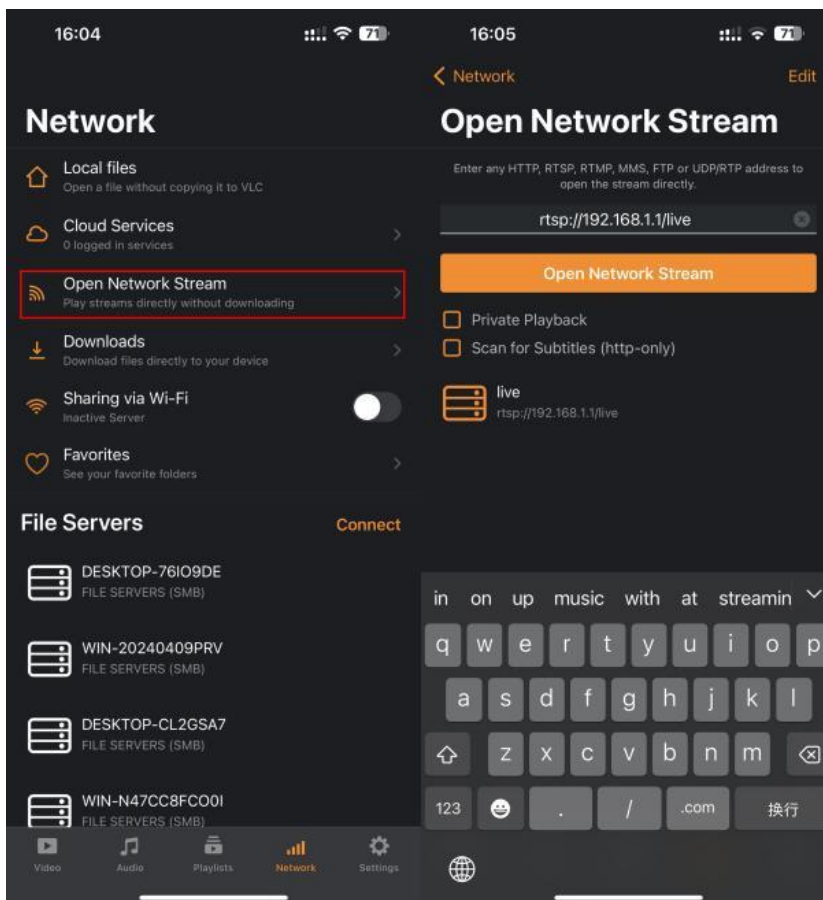 16:04
71
Network
Local files
Open a file without copying it to VLC
Cloud Services
0 logged in services
Open Network Stream
Play streams directly without downloading
Downloads
Download files directly to your device
Sharing via Wi-Fi
Inactive Server
Favorites
See your favorite folders
File Servers
Connect
DESKTOP-76IO9DE
FILE SERVERS (SMB)
WIN-20240409PRV
FILE SERVERS (SMB)
DESKTOP-CL2GSA7
FILE SERVERS (SMB)
WIN-N47CC8FCO0I
FILE SERVERS (SMB)
Video
Audio
Playlists
Network
Settings
16:05
71
Network
Edit
Open Network Stream
Enter any HTTP, RTSP, RTMP, MMS, FTP or UDP/RTP address to
open the stream directly.
rtsp://192.168.1.1/live
Open Network Stream
Private Playback
Scan for Subtitles (http-only)
live
rtsp://192.168.1.1/live
in on up music with at streamin
q w e r t y u i o p
a s d f g h j k l
z x c v b n m
123 . / .com 换行